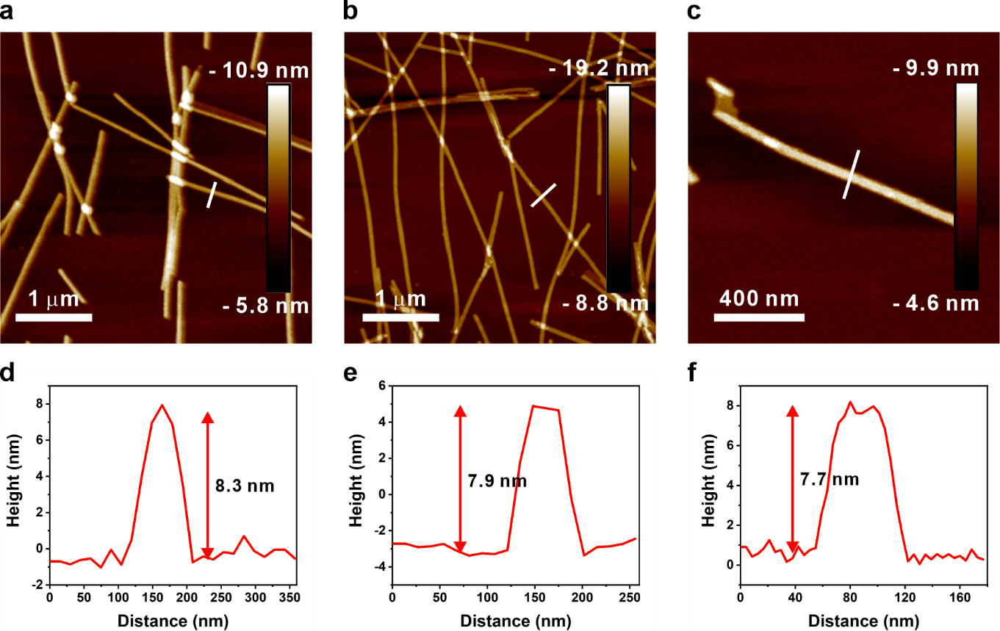 a
b
c
- 10.9 nm
- 19.2 nm
- 9.9 nm
1 μm
- 5.8 nm
1 μm
- 8.8 nm
400 nm
- 4.6 nm
d
e
f
Height (nm)
8
6
4
2
0
-2
8.3 nm
0 50 100 150 200 250 300 350
Distance (nm)
Height (nm)
6
4
2
0
-2
-4
7.9 nm
0 50 100 150 200 250
Distance (nm)
Height (nm)
8
6
4
2
0
7.7 nm
0 40 80 120 160
Distance (nm)